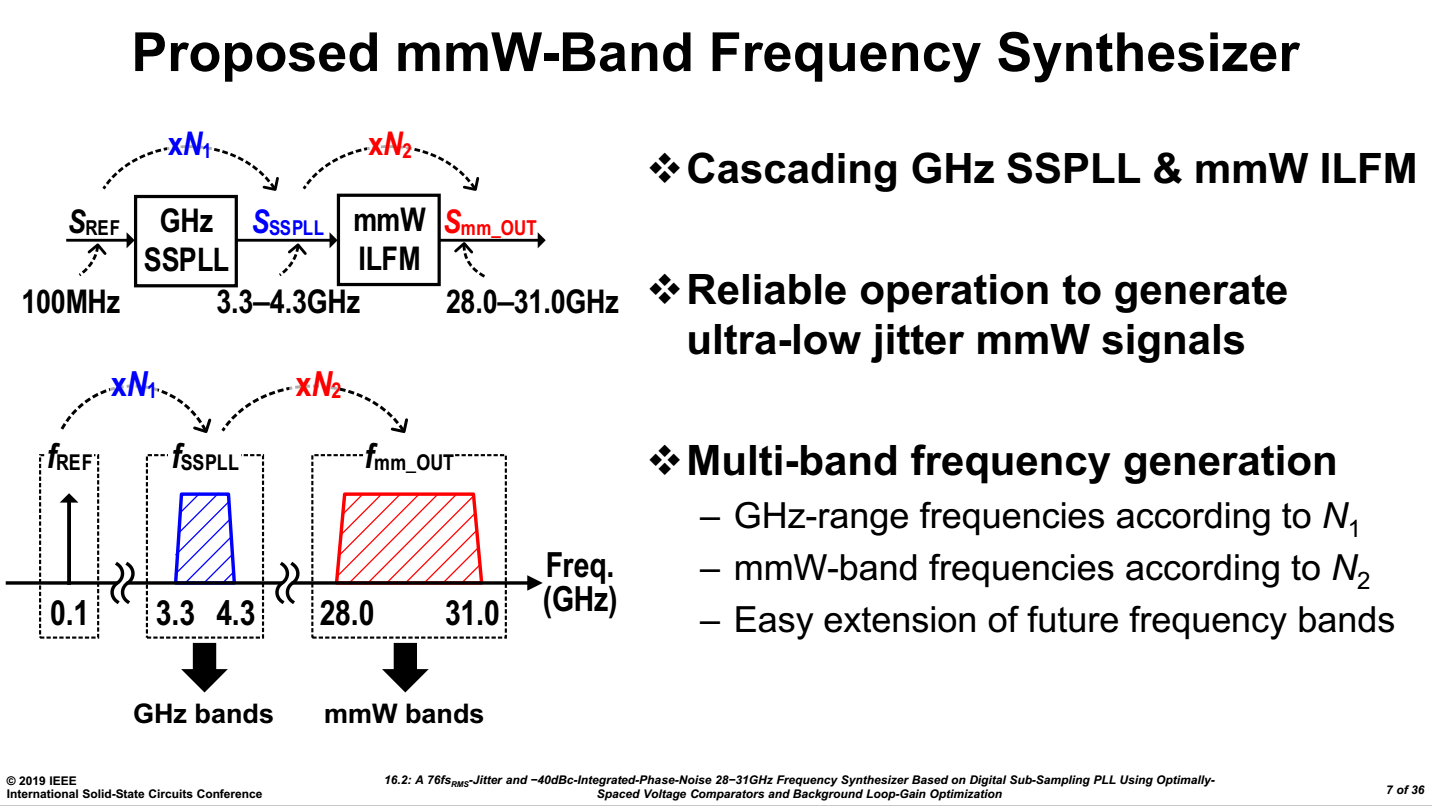 Proposed mmW-Band Frequency Synthesizer
xN1
xN2
SREF
GHz
SSPLL
SSSPLL
mmW
ILFM
Smm_OUT
100MHz
3.3–4.3GHz
28.0–31.0GHz
xN1
xN2
fREF
fSSPLL
fmm_OUT
Freq.
(GHz)
0.1
3.3
4.3
28.0
31.0
GHz bands
mmW bands
❖Cascading GHz SSPLL & mmW ILFM
❖Reliable operation to generate
ultra-low jitter mmW signals
❖Multi-band frequency generation
– GHz-range frequencies according to N1
– mmW-band frequencies according to N2
– Easy extension of future frequency bands
© 2019 IEEE
International Solid-State Circuits Conference
16.2: A 76fsRMS-Jitter and −40dBc-Integrated-Phase-Noise 28−31GHz Frequency Synthesizer Based on Digital Sub-Sampling PLL Using Optimally-
Spaced Voltage Comparators and Background Loop-Gain Optimization
7 of 36